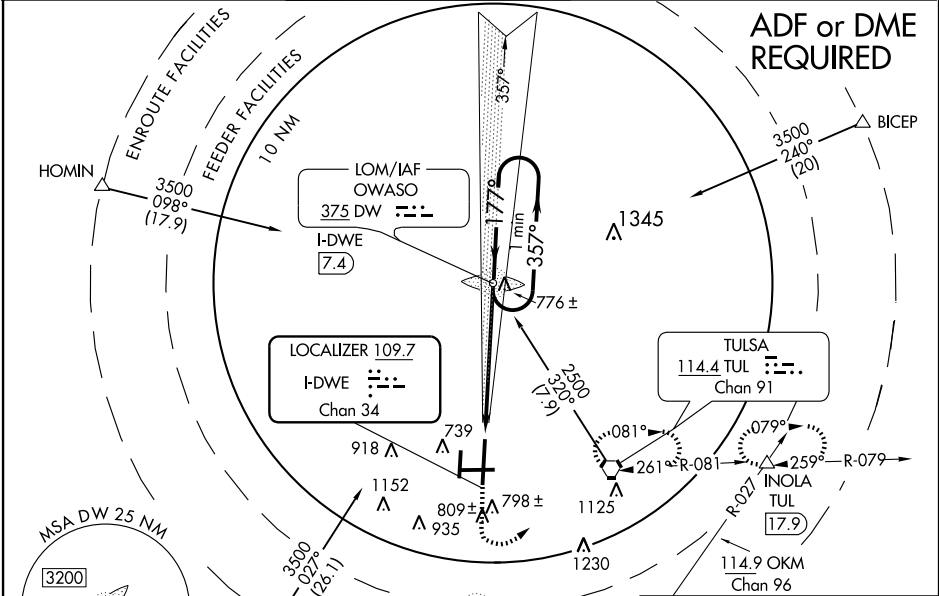 ADF or DME
REQUIRED
ENROUTE FACILITIES
FEEDER FACILITIES
10 NM
357°
HOMIN
3500
098°
(17.9)
BICEP
3500
240°
(20)
LOM/IAF
OWASO
375 DW
I-DWE
7.4
177°
1 min
357°
1345
776 ±
LOCALIZER 109.7
I-DWE
Chan 34
2500
320°
(7.9)
TULSA
114.4 TUL
Chan 91
739
918
081°
079°
261°
R-081
259°
R-079
INOLA
TUL
17.9
R-027
1152
809 ±
798 ±
935
1125
1230
3500
027°
(26.1)
114.9 OKM
Chan 96
MSA DW 25 NM
3200